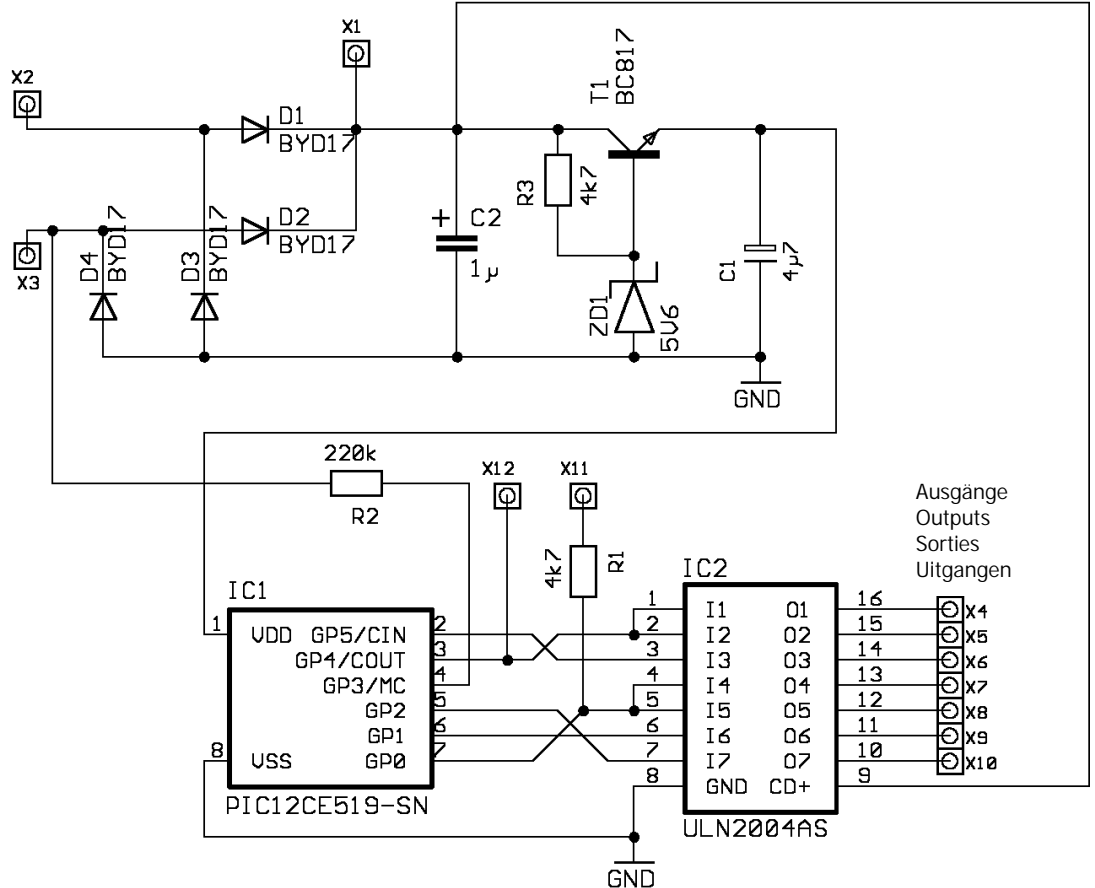 X1
X2
D1
BYD17
T1
BC817
D2
BYD17
X3
D4
BYD17
D3
BYD17
+
C2
1µ
R3
4k7
ZD1
5V6
C1
4µ7
GND
220k
R2
X12
X11
4k7
R1
Ausgänge
Outputs
Sorties
Uitgangen
IC1
1 VDD GP5/CIN 2
GP4/COUT 3
GP3/MC 4
GP2 5
GP1 6
8 VSS GP0 7
PIC12CE519-SN
IC2
1 I1 O1 16 X4
2 I2 O2 15 X5
3 I3 O3 14 X6
4 I4 O4 13 X7
5 I5 O5 12 X8
6 I6 O6 11 X9
7 I7 O7 10 X10
8 GND CD+ 9
ULN2004AS
GND